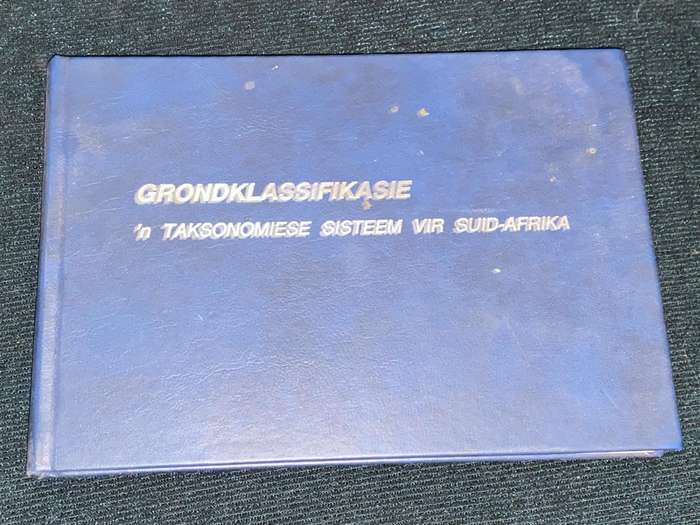 GRONDKLASSIFIKASIE
'n TAKSONOMIESE SISTEEM VIR SUID-AFRIKA